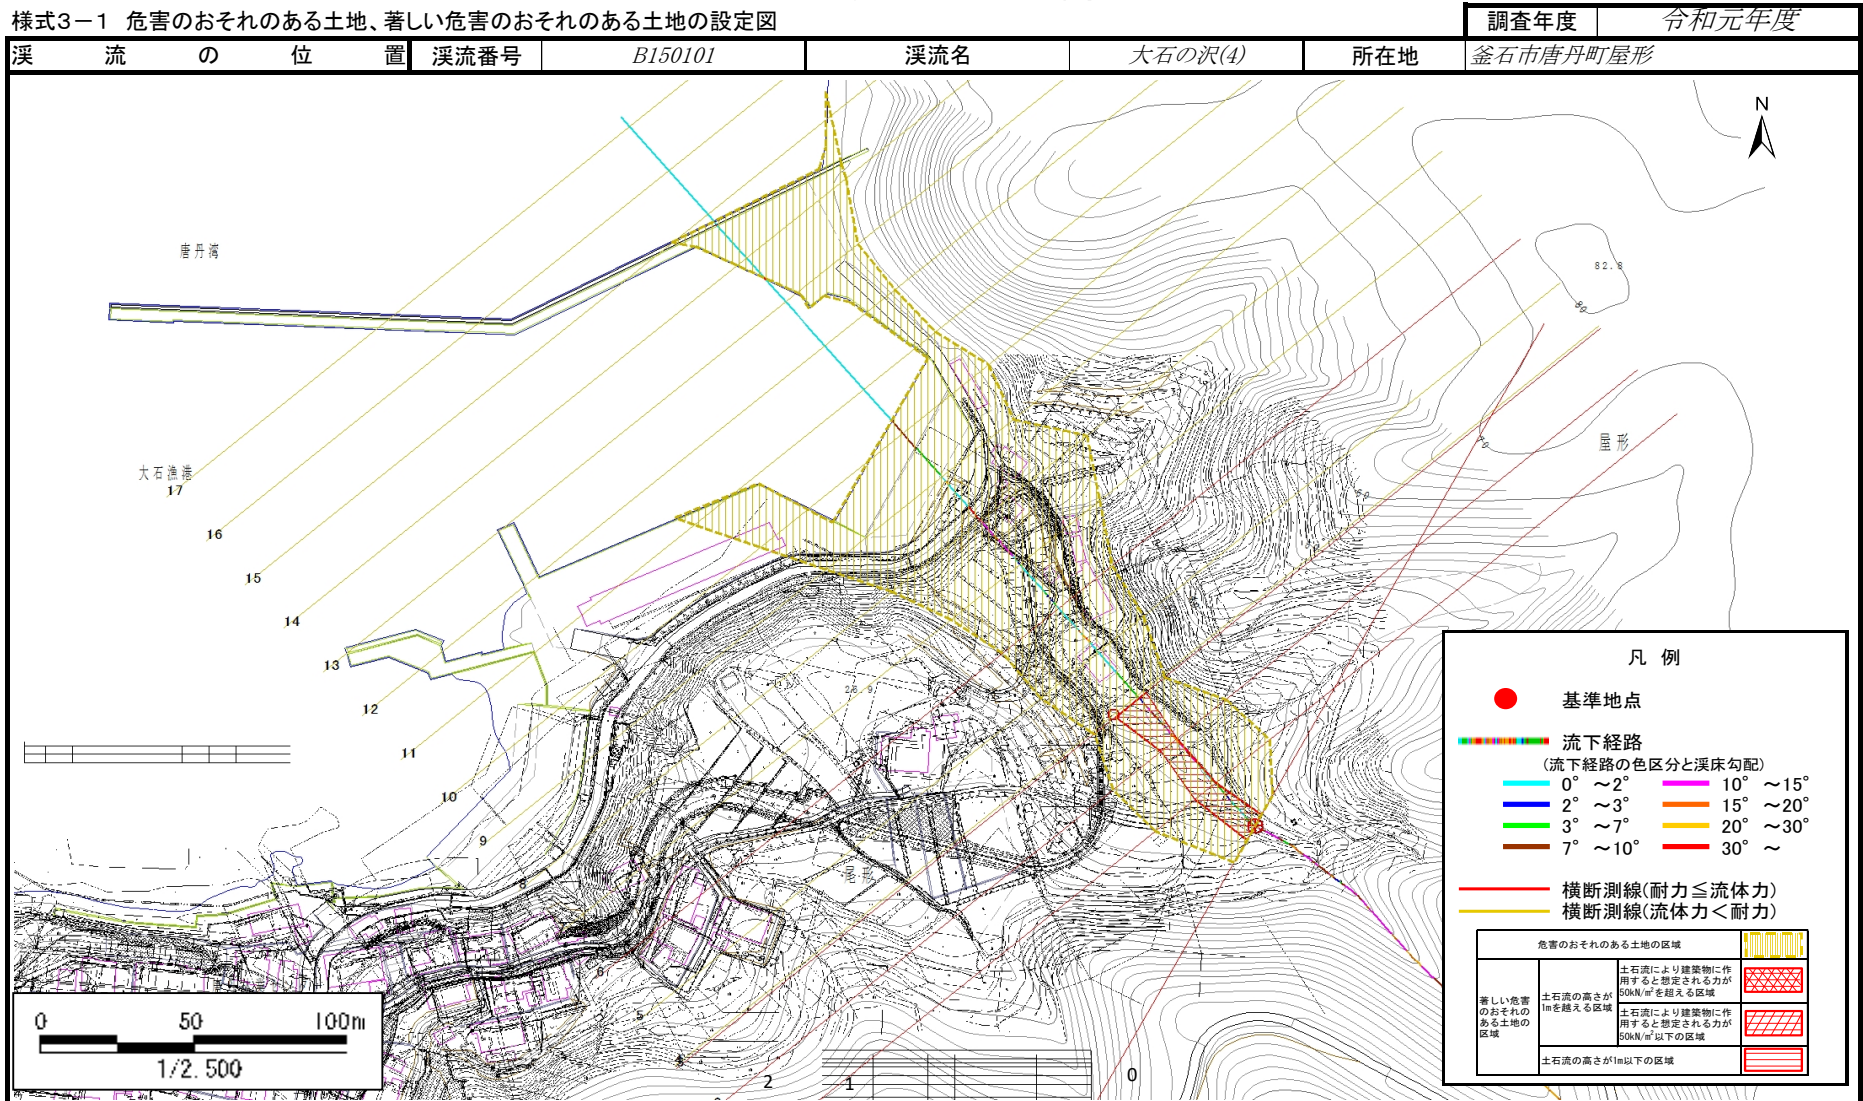 様式3－1 危害のおそれのある土地、著しい危害のおそれのある土地の設定図
調査年度 令和元年度
溪流の位置 溪流番号 B150101 溪流名 大石の沢(4) 所在地 釜石市唐丹町屋形
N
唐丹湾
82.8
80
70
屋形
大石漁港
17
16
15
14
13
12
11
10
9
8
6
5
4
2
1
0
屋形
凡 例
基準地点
流下経路
(流下経路の色区分と溪床勾配)
0° ～2° 10° ～15°
2° ～3° 15° ～20°
3° ～7° 20° ～30°
7° ～10° 30° ～
横断測線(耐力≦流体力)
横断測線(流体力＜耐力)
危害のおそれのある土地の区域
著しい危害のおそれのある土地の区域
土石流の高さが1mを越える区域
土石流により建築物に作用すると想定される力が50kN/㎡を超える区域
土石流により建築物に作用すると想定される力が50kN/㎡以下の区域
土石流の高さが1m以下の区域
0 50 100m
1/2.500